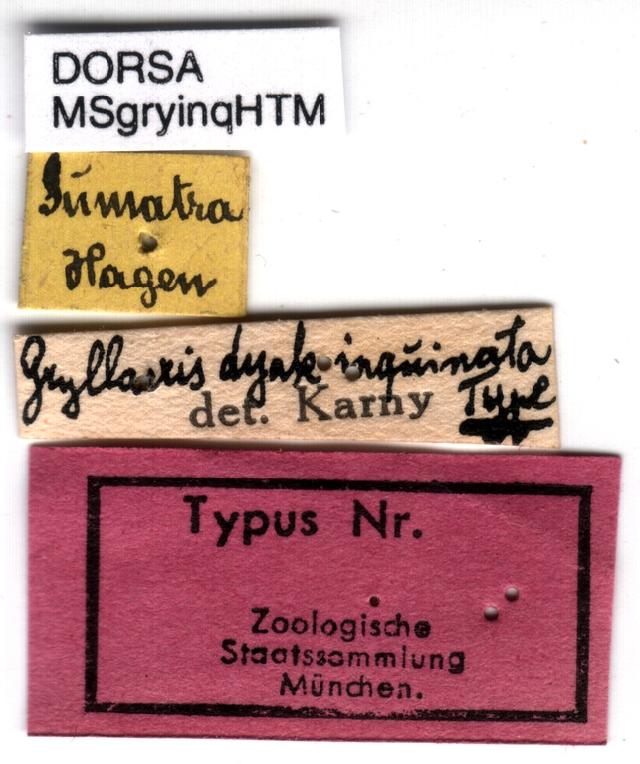 DORSA
MSgryinqHTM
Sumatra
Hagen
Gryllacris dyak inquinata
det. Karny Type
Typus Nr.
Zoologische
Staatssammlung
München.